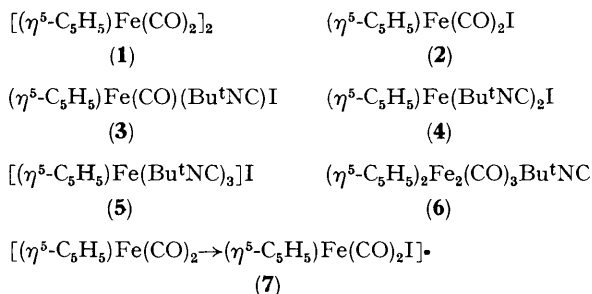 [(η⁵-C₅H₅)Fe(CO)₂]₂ (η⁵-C₅H₅)Fe(CO)₂I
(1) (2)
(η⁵-C₅H₅)Fe(CO)(BuᵗNC)I (η⁵-C₅H₅)Fe(BuᵗNC)₂I
(3) (4)
[(η⁵-C₅H₅)Fe(BuᵗNC)₃]I (η⁵-C₅H₅)₂Fe₂(CO)₃BuᵗNC
(5) (6)
[(η⁵-C₅H₅)Fe(CO)₂→(η⁵-C₅H₅)Fe(CO)₂I]•
(7)